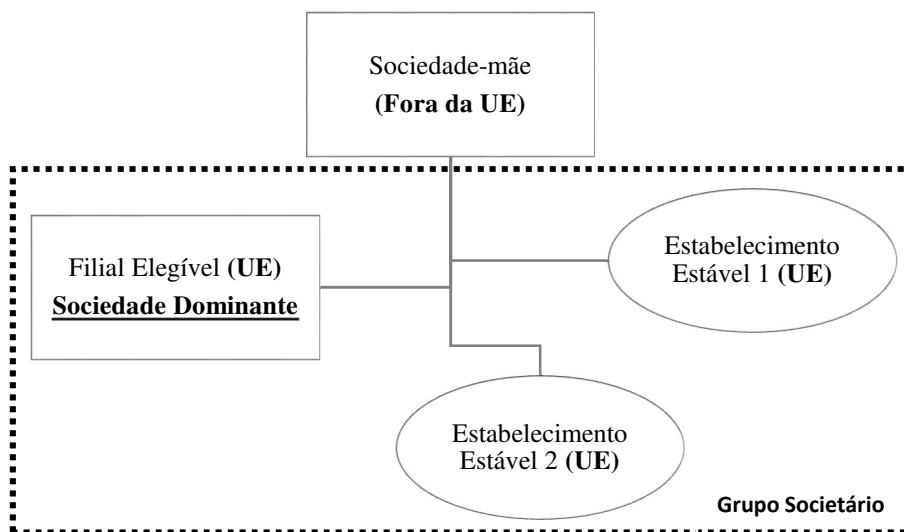 Sociedade-mãe
(Fora da UE)
Filial Elegível (UE)
Sociedade Dominante
Estabelecimento
Estável 1 (UE)
Estabelecimento
Estável 2 (UE)
Grupo Societário